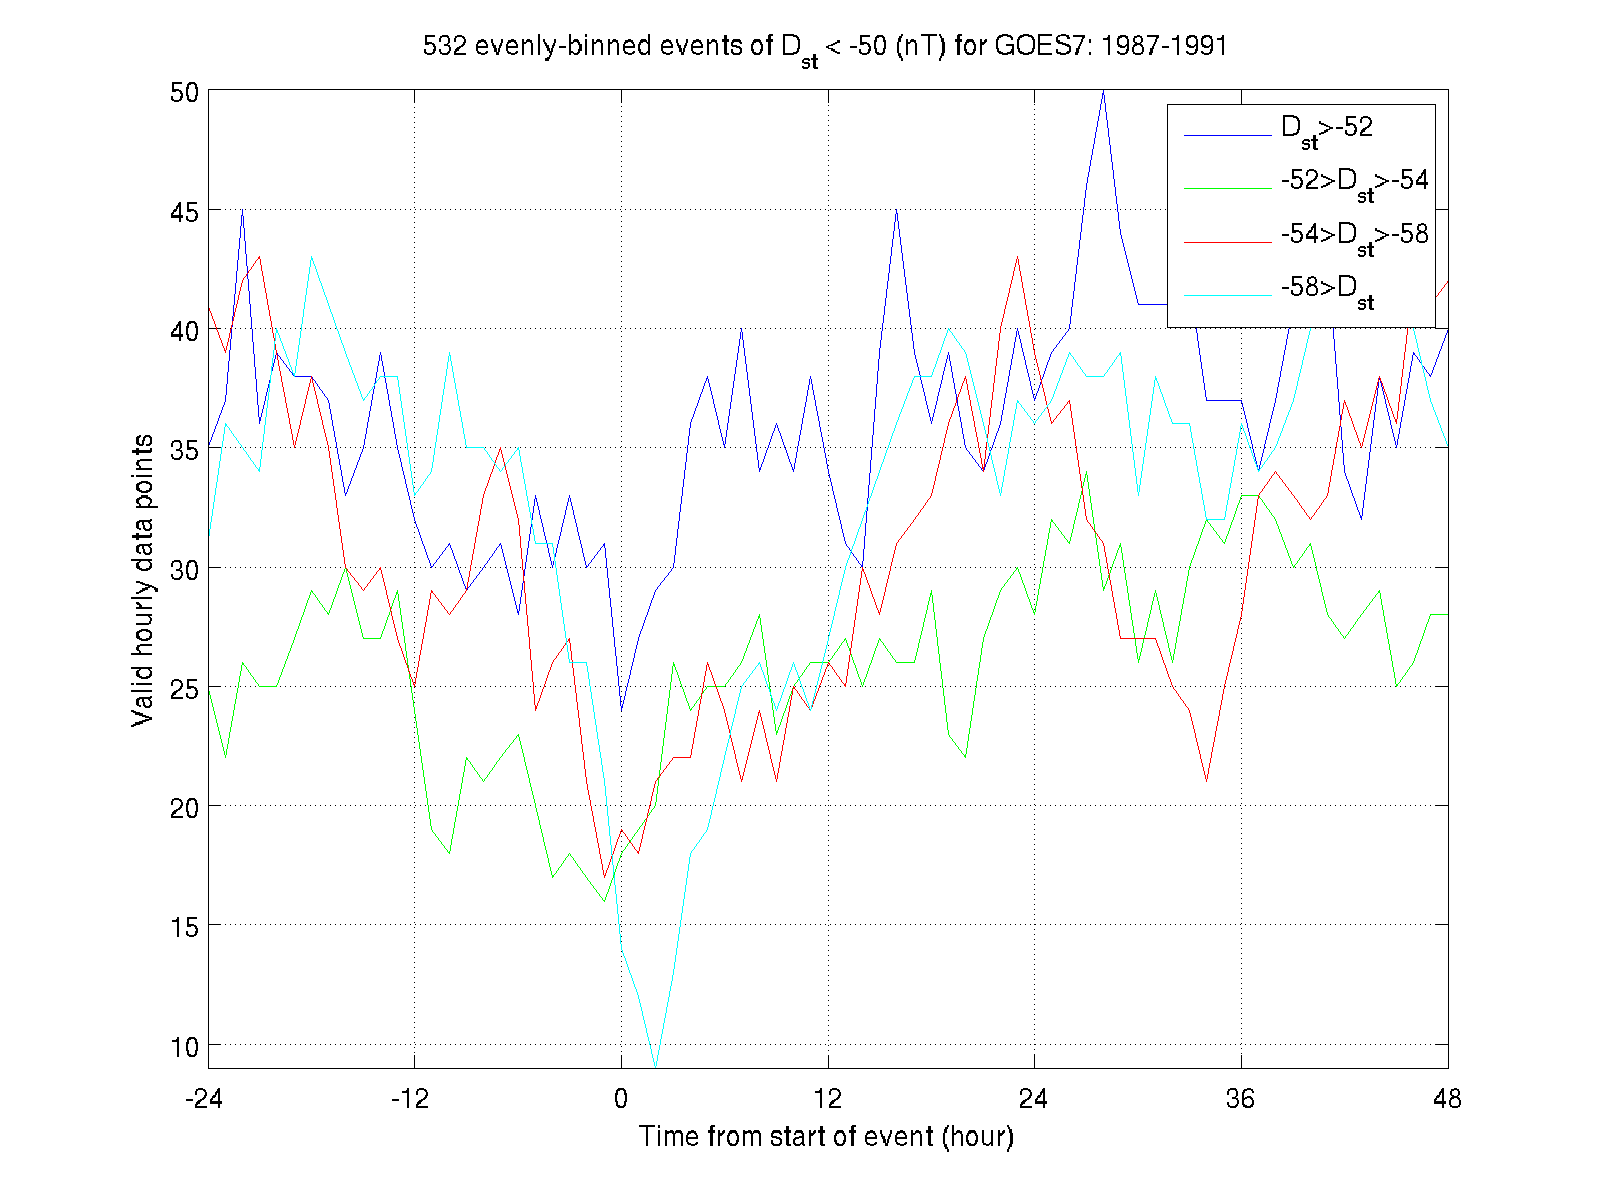 532 evenly-binned events of Dst < -50 (nT) for GOES7: 1987-1991
Dst>-52
-52>Dst>-54
-54>Dst>-58
-58>Dst
Valid hourly data points
50
45
40
35
30
25
20
15
10
-24 -12 0 12 24 36 48
Time from start of event (hour)